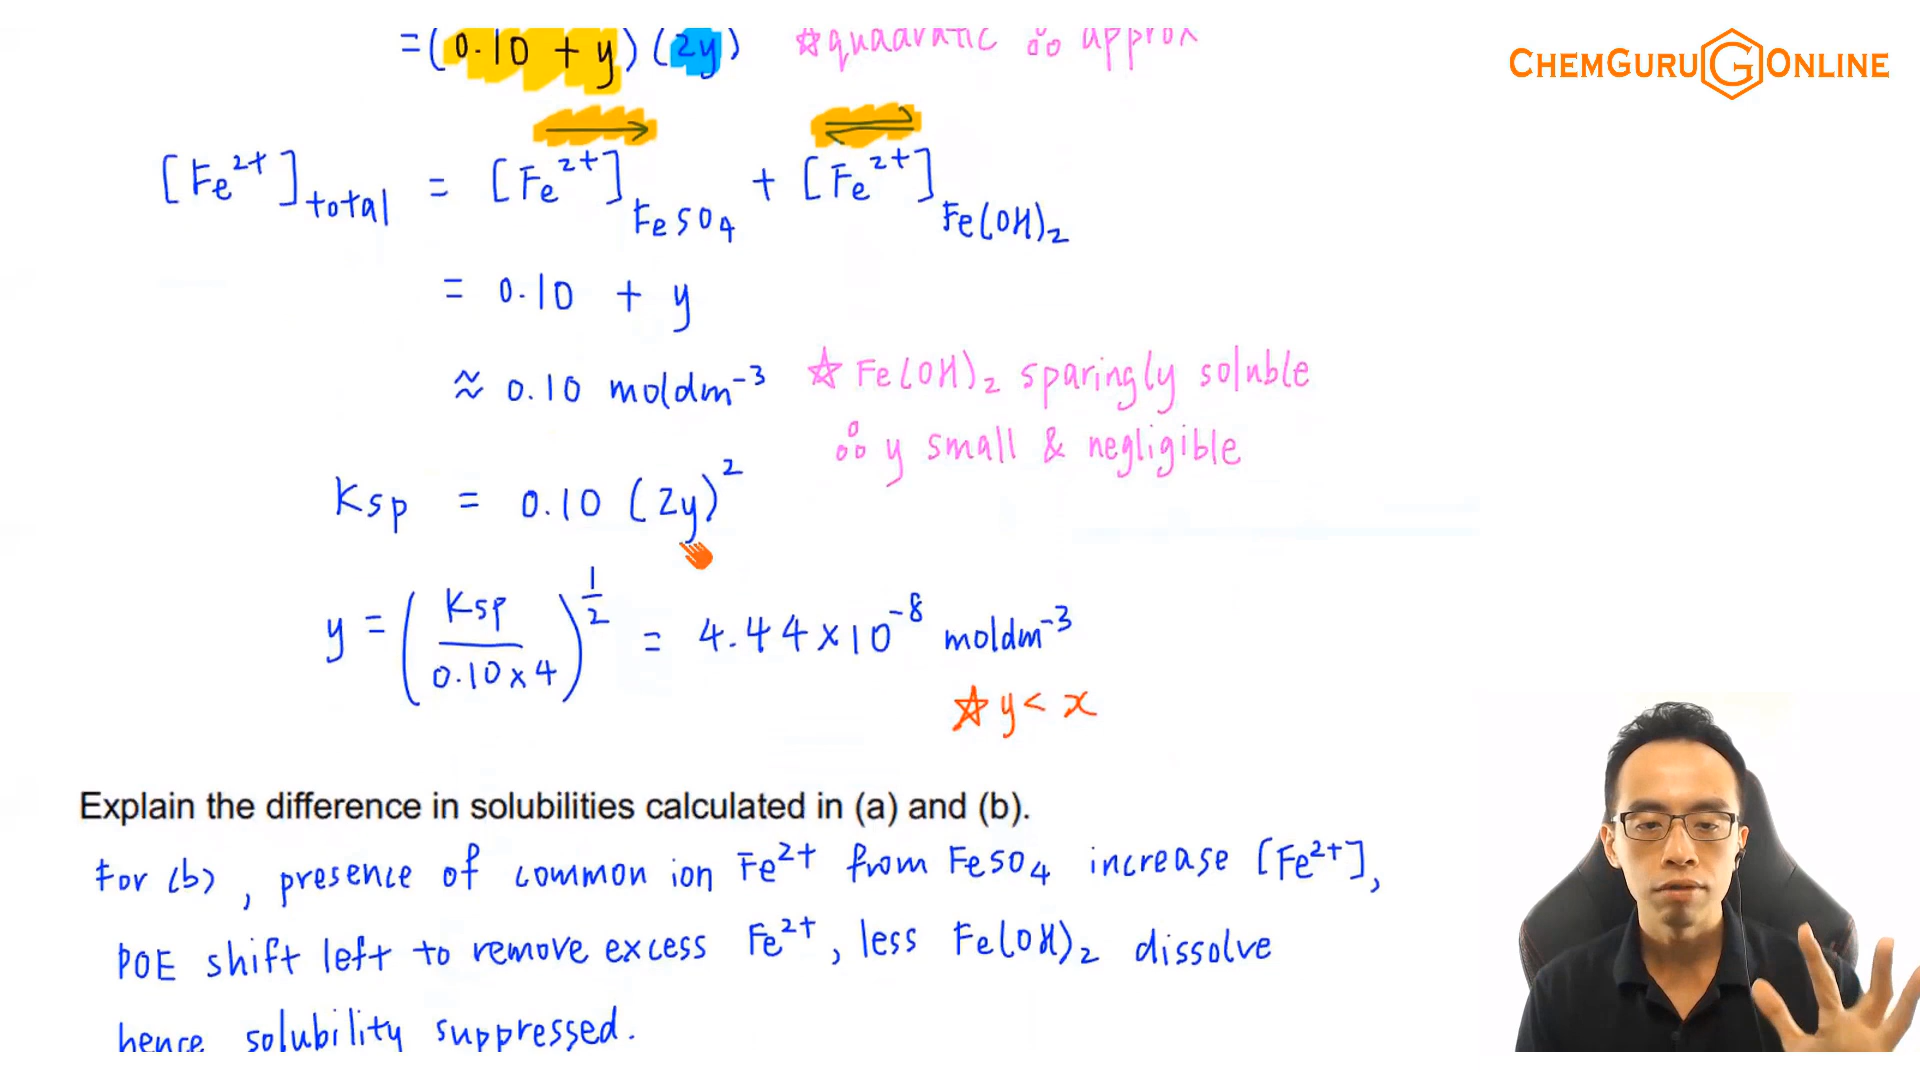 =(0.10 + y)(2y) ☆quadratic ∴ approx
CHEMGURU G ONLINE
→ ⇌
[Fe²⁺]total = [Fe²⁺]FeSO₄ + [Fe²⁺]Fe(OH)₂
= 0.10 + y
≈ 0.10 moldm⁻³ ☆ Fe(OH)₂ sparingly soluble
∴ y small & negligible
Ksp = 0.10 (2y)²
y = (Ksp / 0.10 × 4)^½ = 4.44 × 10⁻⁸ moldm⁻³
☆ y < x
Explain the difference in solubilities calculated in (a) and (b).
For (b), presence of common ion Fe²⁺ from FeSO₄ increase [Fe²⁺],
POE shift left to remove excess Fe²⁺, less Fe(OH)₂ dissolve
hence solubility suppressed.